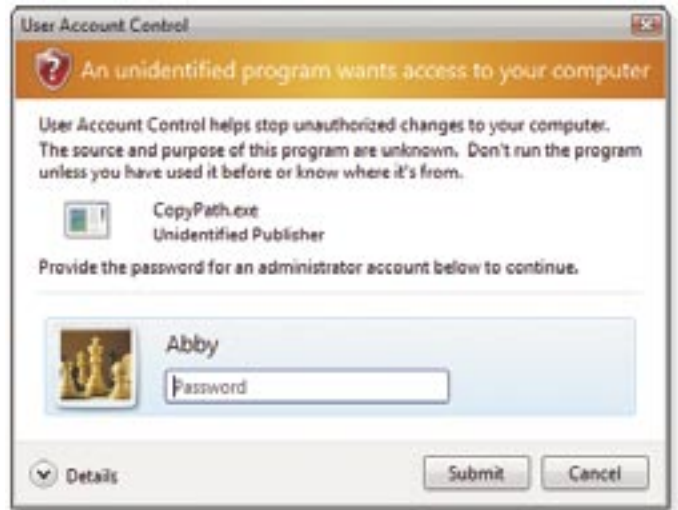 User Account Control
An unidentified program wants access to your computer
User Account Control helps stop unauthorized changes to your computer.
The source and purpose of this program are unknown. Don't run the program
unless you have used it before or know where it's from.
CopyPath.exe
Unidentified Publisher
Provide the password for an administrator account below to continue.
Abby
Password
Details
Submit
Cancel